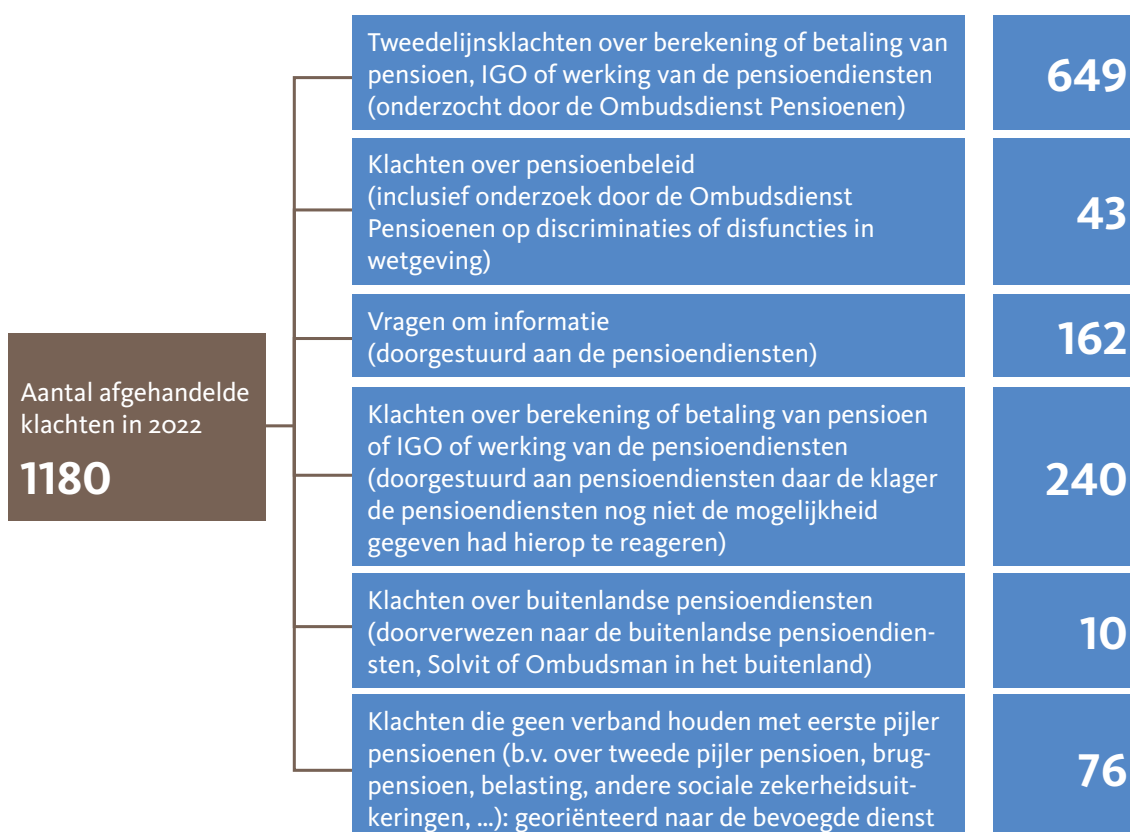 Aantal afgehandelde
klachten in 2022
1180
Tweedelijnsklachten over berekening of betaling van
pensioen, IGO of werking van de pensioendiensten
(onderzocht door de Ombudsdienst Pensioenen)
649
Klachten over pensioenbeleid
(inclusief onderzoek door de Ombudsdienst
Pensioenen op discriminaties of disfuncties in
wetgeving)
43
Vragen om informatie
(doorgestuurd aan de pensioendiensten)
162
Klachten over berekening of betaling van pensioen
of IGO of werking van de pensioendiensten
(doorgestuurd aan pensioendiensten daar de klager
de pensioendiensten nog niet de mogelijkheid
gegeven had hierop te reageren)
240
Klachten over buitenlandse pensioendiensten
(doorverwezen naar de buitenlandse pensioendien-
sten, Solvit of Ombudsman in het buitenland)
10
Klachten die geen verband houden met eerste pijler
pensioenen (b.v. over tweede pijler pensioen, brug-
pensioen, belasting, andere sociale zekerheidsuit-
keringen, ...): georiënteerd naar de bevoegde dienst
76